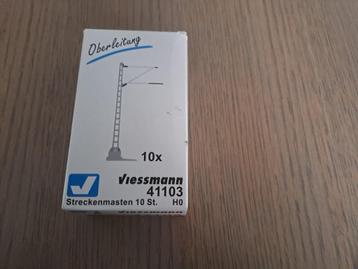 Oberleitung
10x
Viessmann
41103
Streckenmasten 10 St. H0